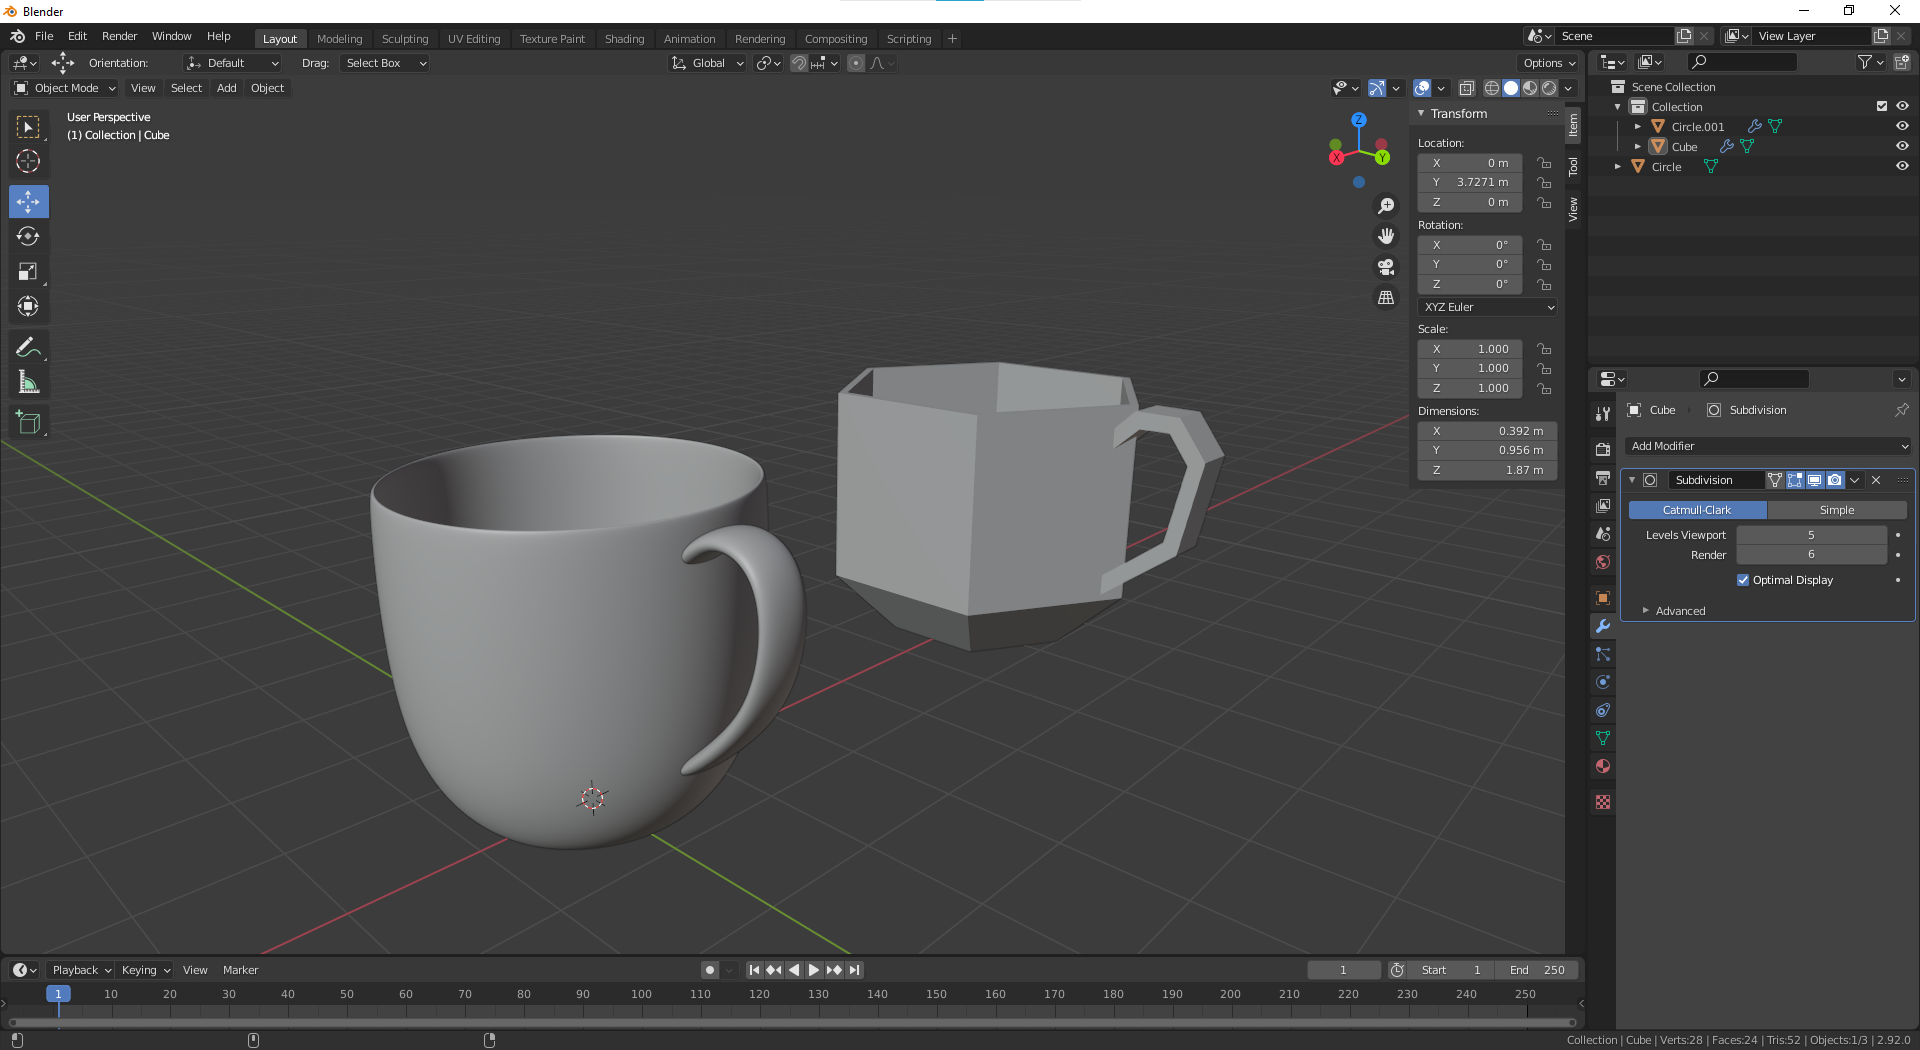 Blender
File Edit Render Window Help Layout Modeling Sculpting UV Editing Texture Paint Shading Animation Rendering Compositing Scripting + Scene View Layer
Orientation: Default Drag: Select Box Global Options
Object Mode View Select Add Object
User Perspective
(1) Collection | Cube
Z
X
Y
Transform
Location:
X 0 m
Y 3.7271 m
Z 0 m
Rotation:
X 0°
Y 0°
Z 0°
XYZ Euler
Scale:
X 1.000
Y 1.000
Z 1.000
Dimensions:
X 0.392 m
Y 0.956 m
Z 1.87 m
Item
Tool
View
Scene Collection
Collection
Circle.001
Cube
Circle
Cube Subdivision
Add Modifier
Subdivision
Catmull-Clark Simple
Levels Viewport 5
Render 6
Optimal Display
Advanced
Playback Keying View Marker 1 Start 1 End 250
1 10 20 30 40 50 60 70 80 90 100 110 120 130 140 150 160 170 180 190 200 210 220 230 240 250
Collection | Cube | Verts:28 | Faces:24 | Tris:52 | Objects:1/3 | 2.92.0